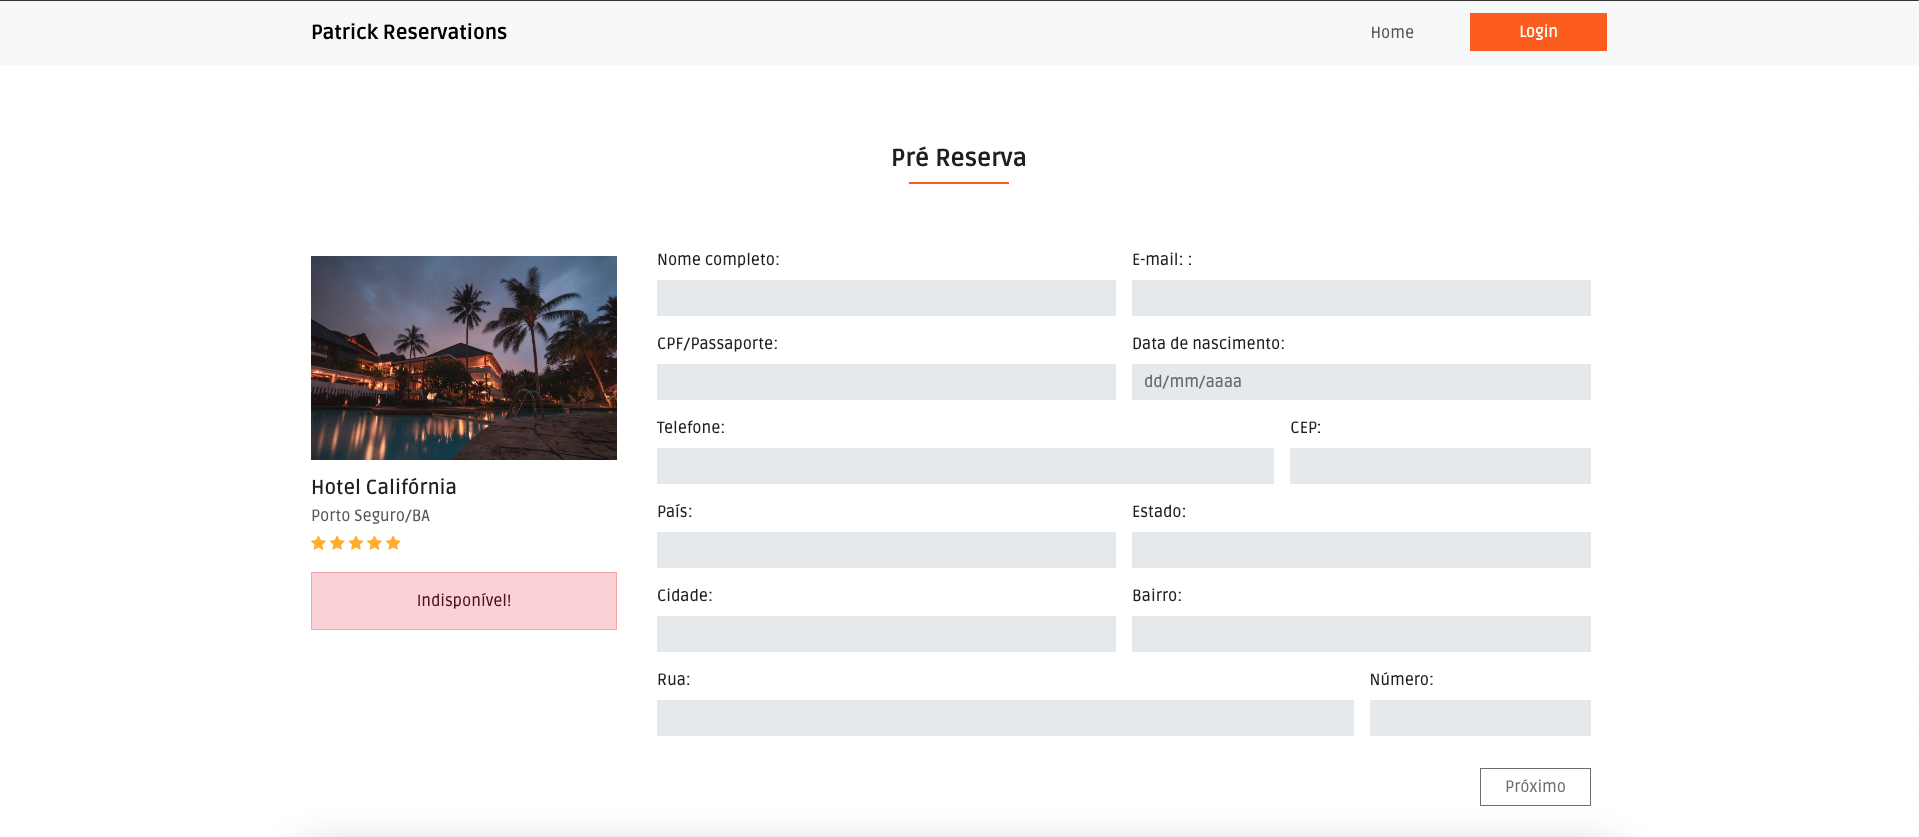 Patrick Reservations
Home
Login
Pré Reserva
Hotel Califórnia
Porto Seguro/BA
Indisponível!
Nome completo:
E-mail: :
CPF/Passaporte:
Data de nascimento:
dd/mm/aaaa
Telefone:
CEP:
País:
Estado:
Cidade:
Bairro:
Rua:
Número:
Próximo